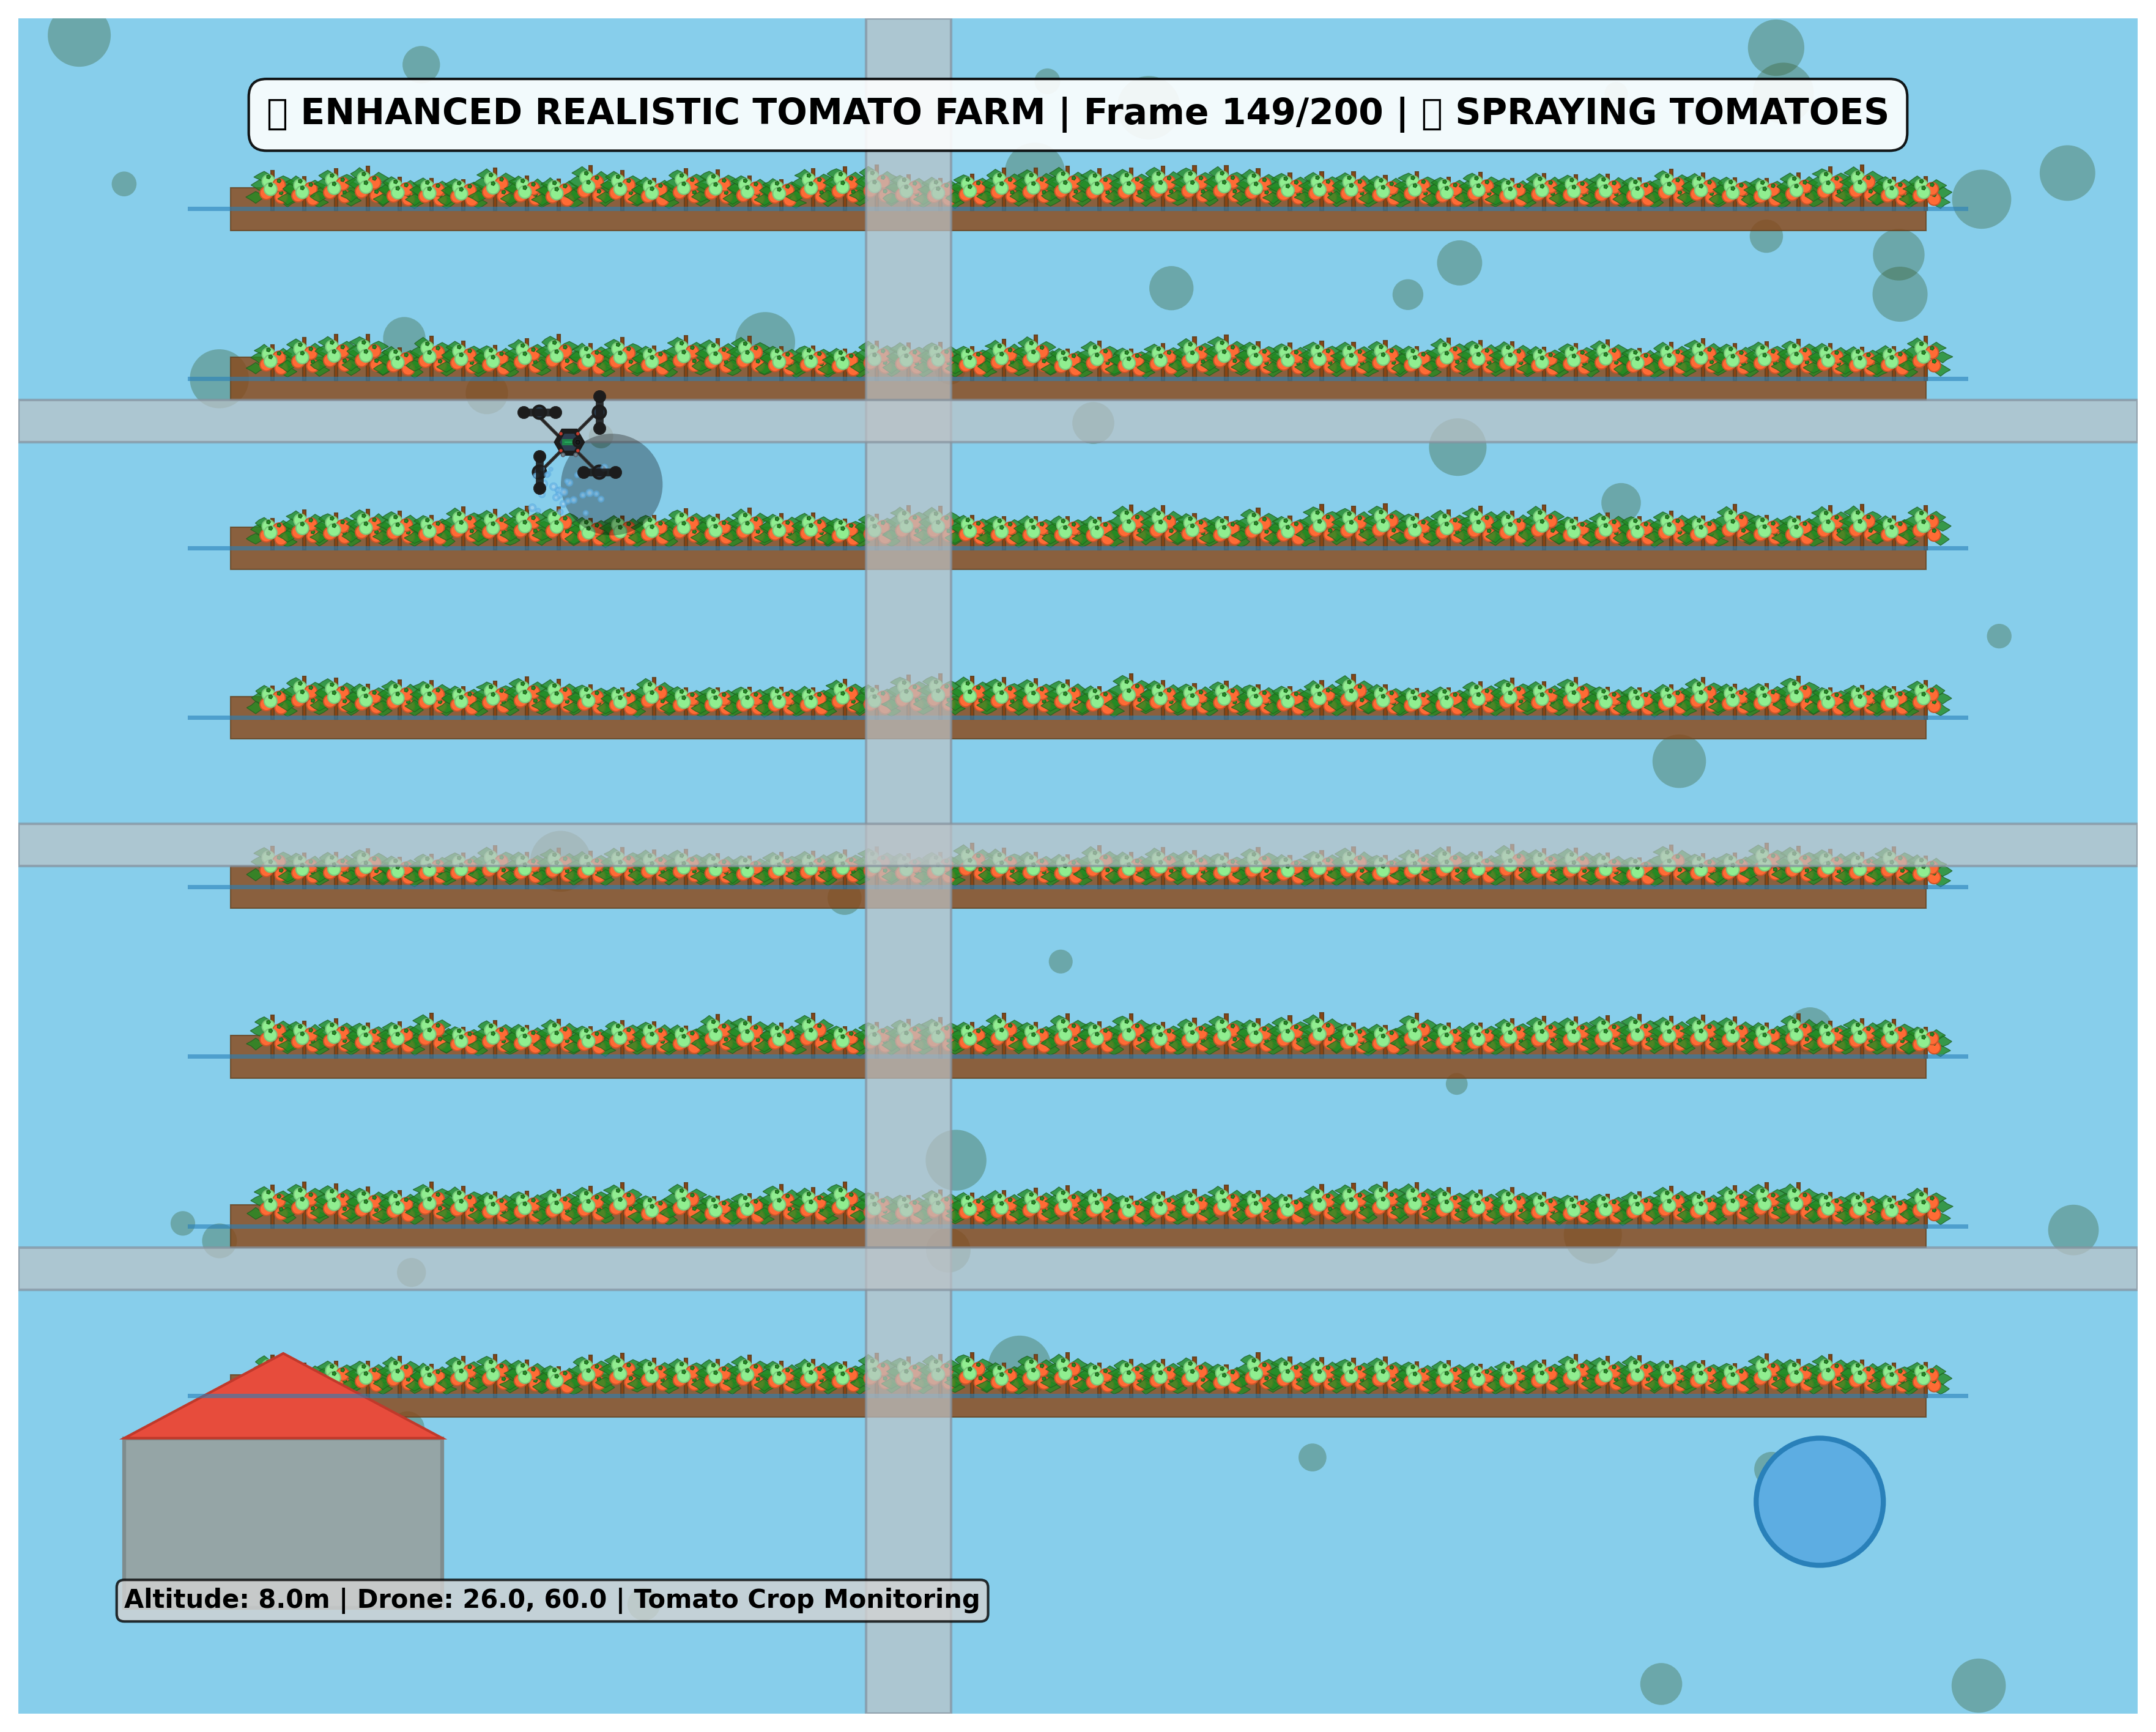 ▯ ENHANCED REALISTIC TOMATO FARM | Frame 149/200 | ▯ SPRAYING TOMATOES
Altitude: 8.0m | Drone: 26.0, 60.0 | Tomato Crop Monitoring